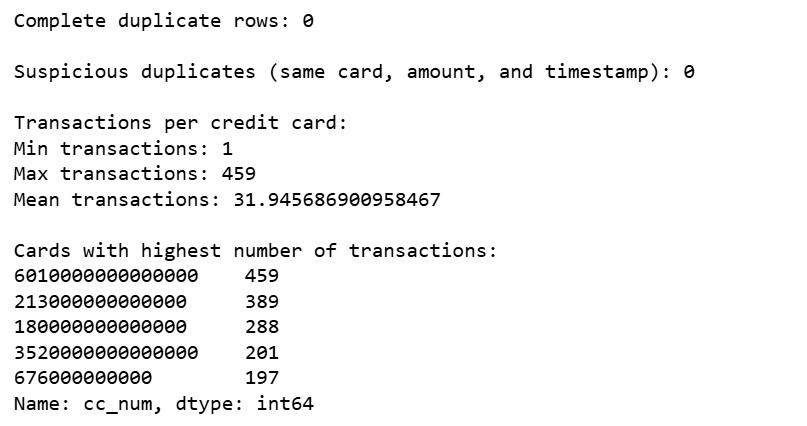 Complete duplicate rows: 0
Suspicious duplicates (same card, amount, and timestamp): 0
Transactions per credit card:
Min transactions: 1
Max transactions: 459
Mean transactions: 31.945686900958467
Cards with highest number of transactions:
6010000000000000    459
213000000000000     389
180000000000000     288
3520000000000000    201
676000000000        197
Name: cc_num, dtype: int64